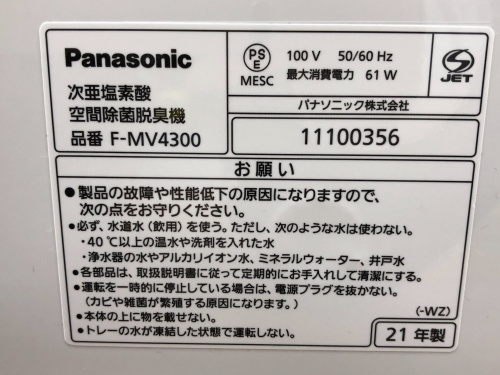 Panasonic
PS
E
MESC
100 V 50/60 Hz
最大消費電力 61 W
S
JET
次亜塩素酸
空間除菌脱臭機
パナソニック株式会社
品番 F-MV4300
11100356
お願い
●製品の故障や性能低下の原因になりますので、
次の点をお守りください。
●必ず、水道水(飲用)を使う。ただし、次のような水は使わない。
・40℃以上の温水や洗剤を入れた水
・浄水器の水やアルカリイオン水、ミネラルウォーター、井戸水
●各部品は、取扱説明書に従って定期的にお手入れして清潔にする。
●運転を一時的に停止している場合は、電源プラグを抜かない。
(カビや雑菌が繁殖する原因になります。)
●本体の上に物を載せない。
●トレーの水が凍結した状態で運転しない。
(-WZ)
21 年製